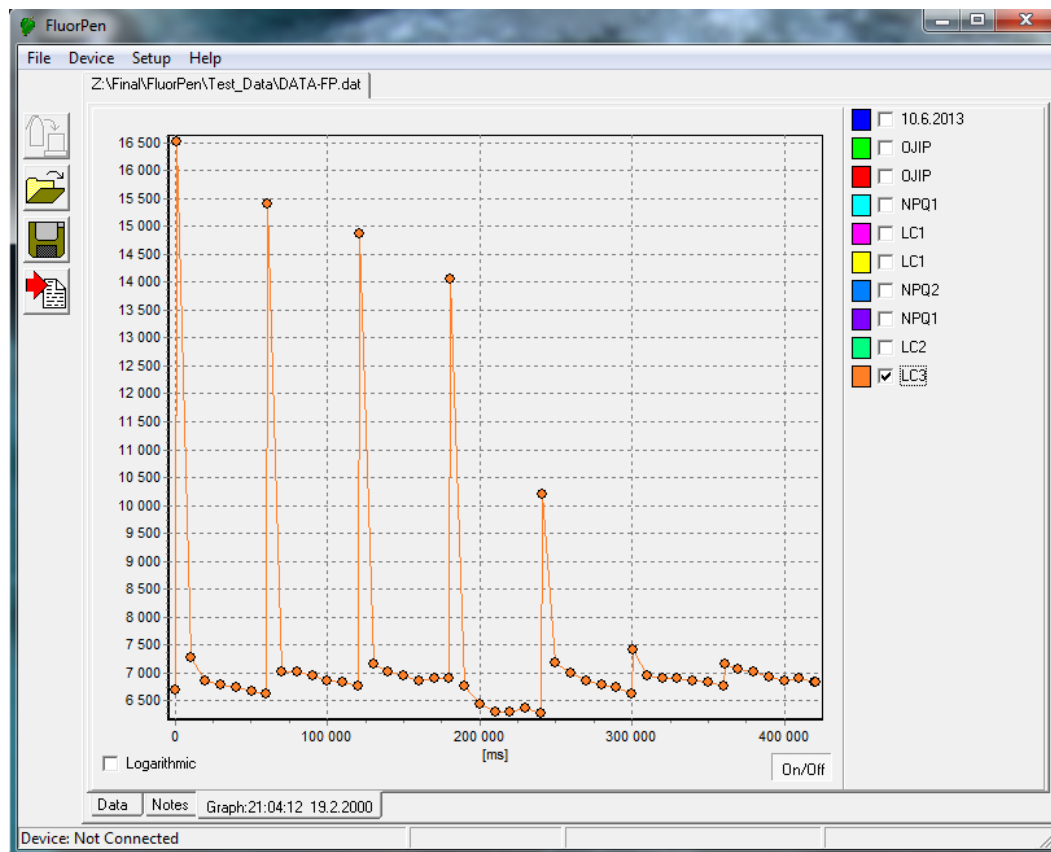 FluorPen
File Device Setup Help
Z:\Final\FluorPen\Test_Data\DATA-FP.dat
16 500
16 000
15 500
15 000
14 500
14 000
13 500
13 000
12 500
12 000
11 500
11 000
10 500
10 000
9 500
9 000
8 500
8 000
7 500
7 000
6 500
0 100 000 200 000 300 000 400 000
[ms]
Logarithmic
On/Off
10.6.2013
OJIP
OJIP
NPQ1
LC1
LC1
NPQ2
NPQ1
LC2
LC3
Data Notes Graph:21:04:12 19.2.2000
Device: Not Connected